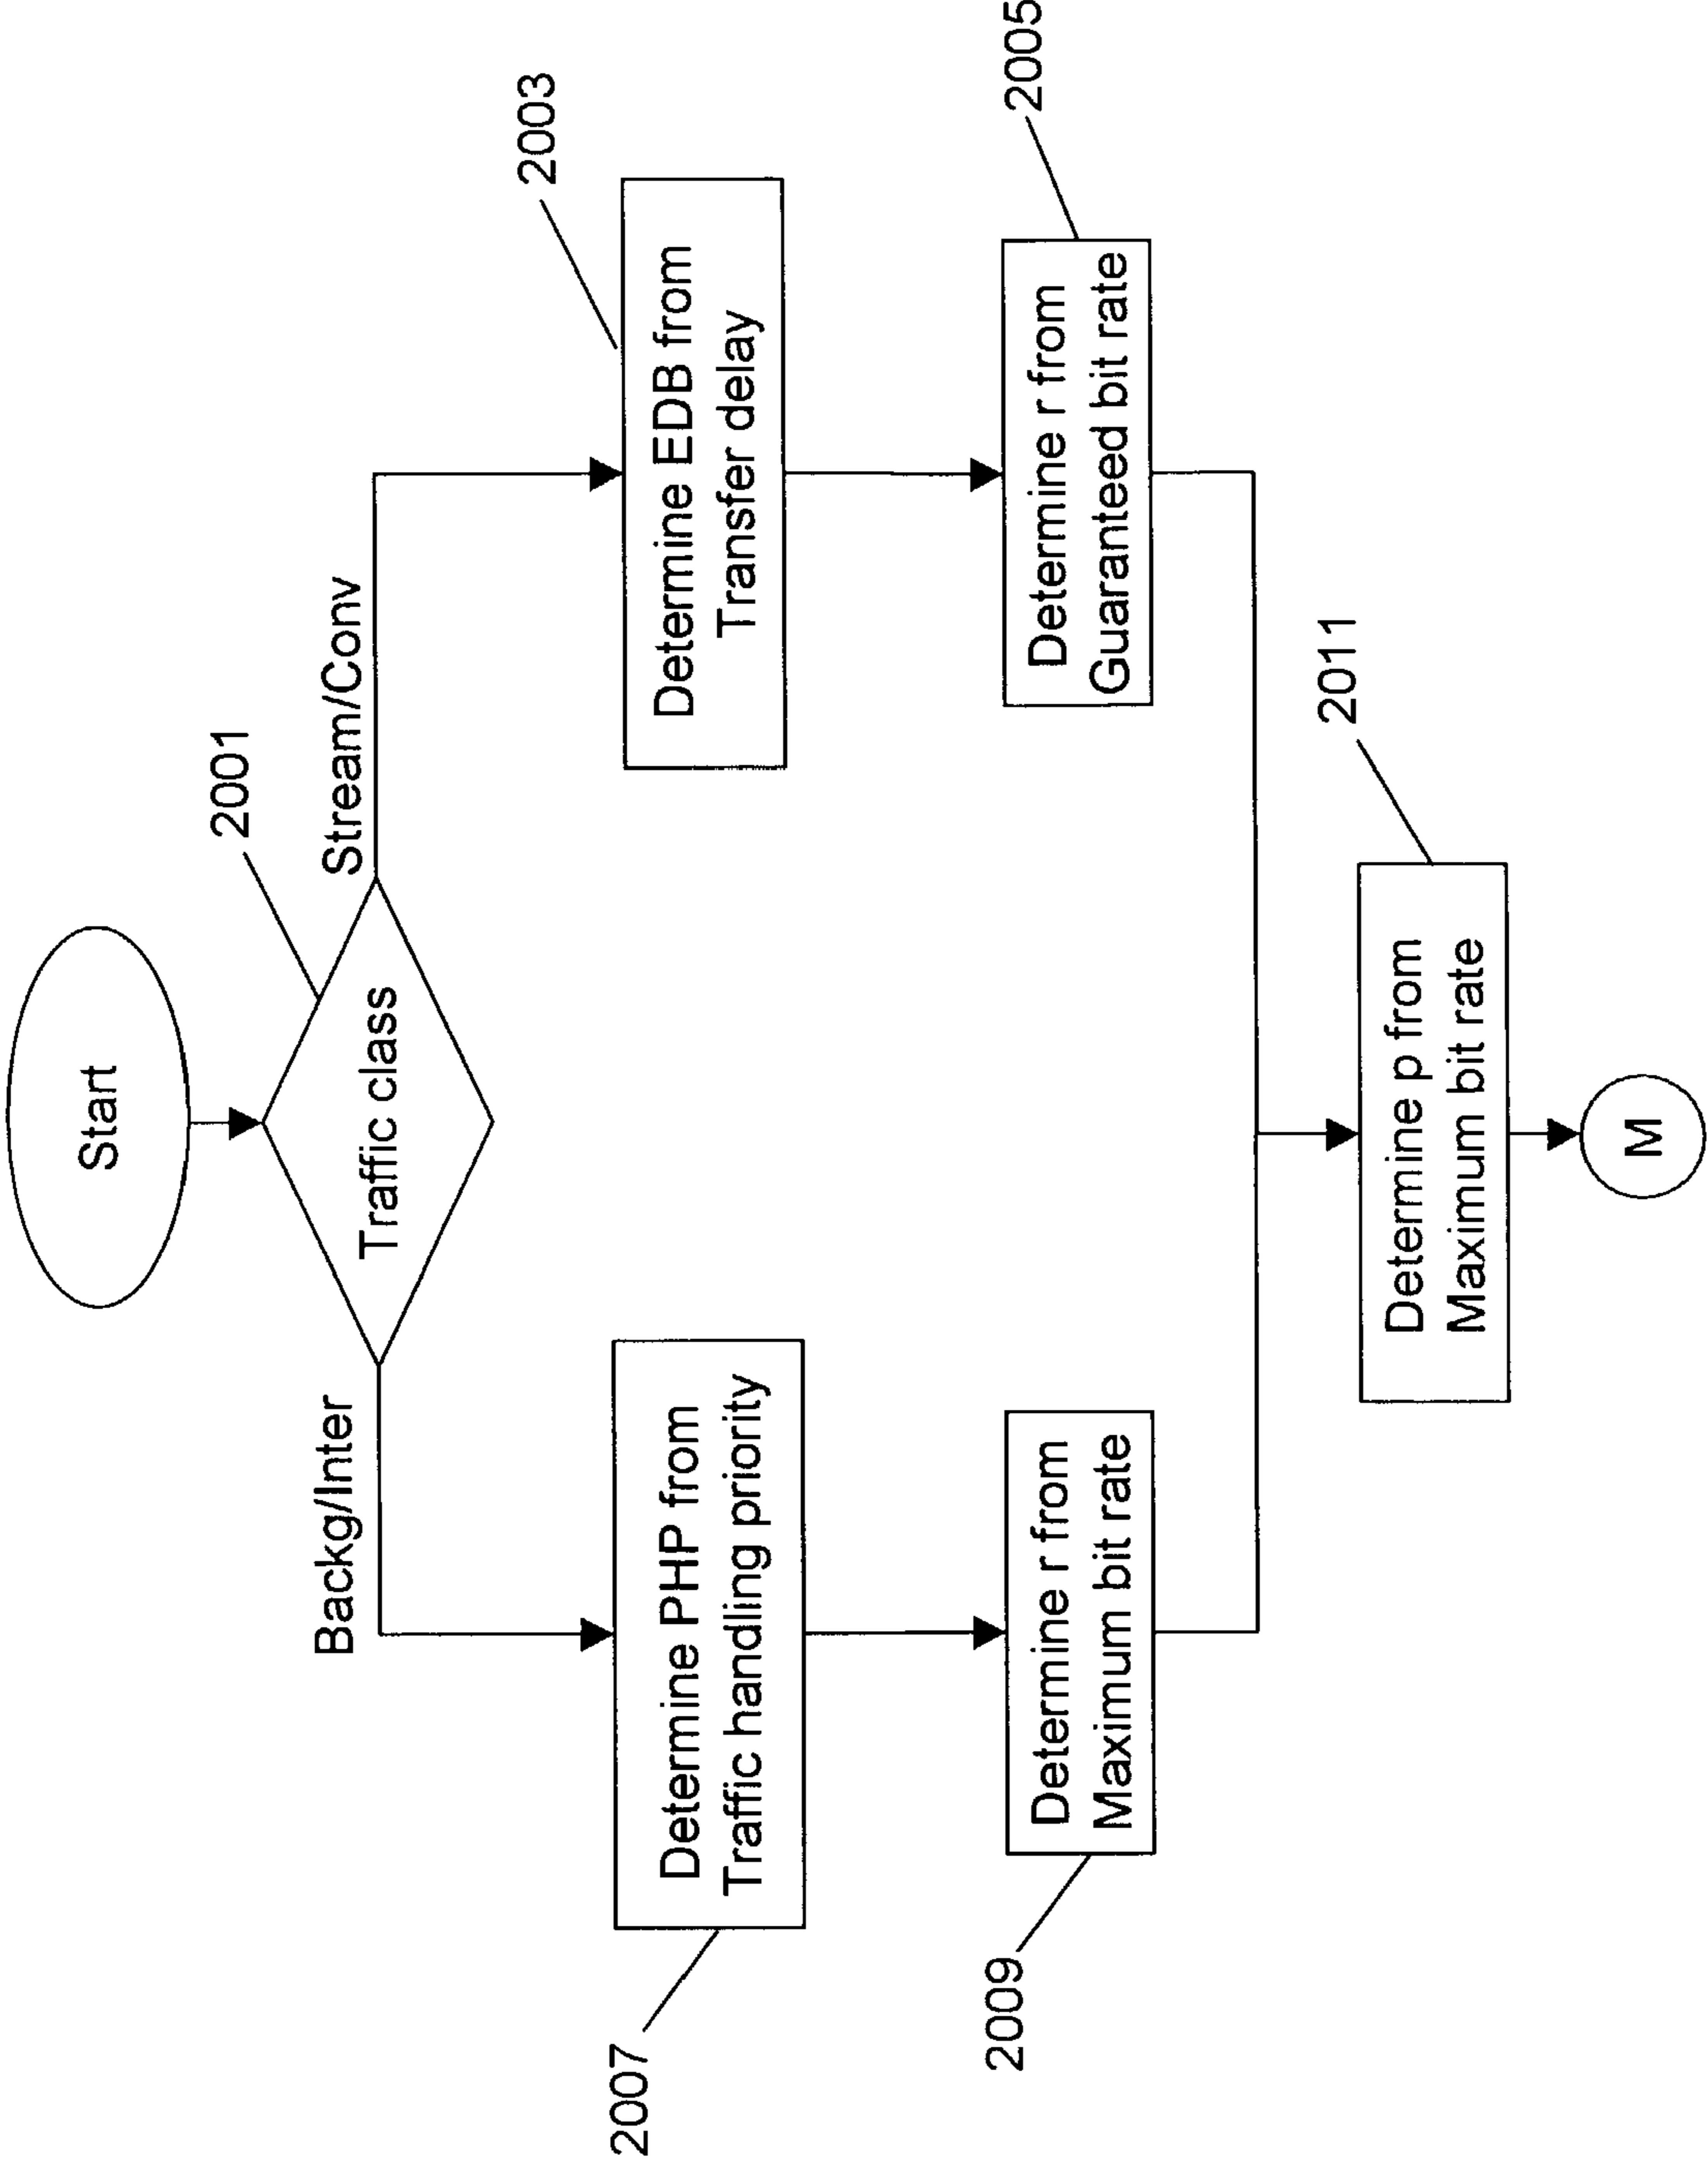 Start
2001
Traffic class
Backg/Inter
Stream/Conv
2003
Determine EDB from
Transfer delay
2007
Determine PHP from
Traffic handling priority
2005
Determine r from
Guaranteed bit rate
2009
Determine r from
Maximum bit rate
2011
Determine p from
Maximum bit rate
M